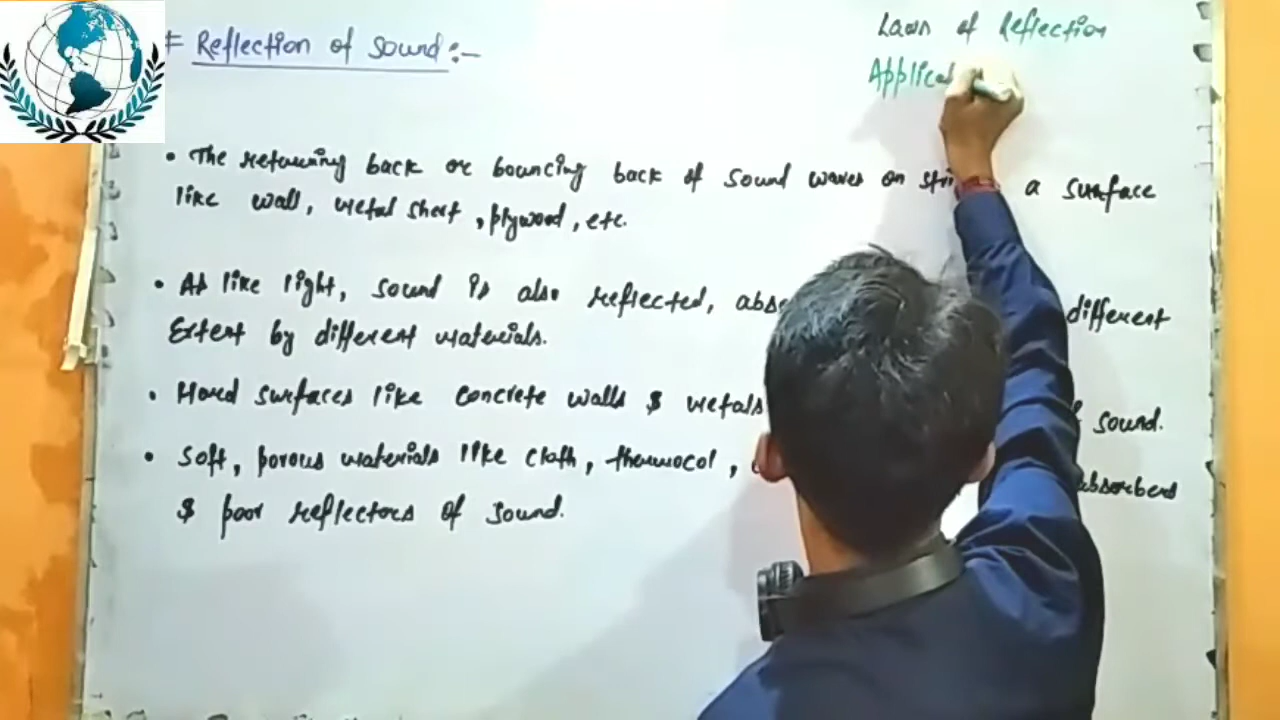 # Reflection of Sound :-
Laws of Reflection
Applicat
• The returning back or bouncing back of sound waves on stri a surface
like wall, metal sheet, plywood, etc.
• As like light, sound is also reflected, abs different
Extent by different materials.
• Hard surfaces like concrete walls & metals sound.
• Soft, porous materials like cloth, thermocol, absorbers
& poor reflectors of sound.